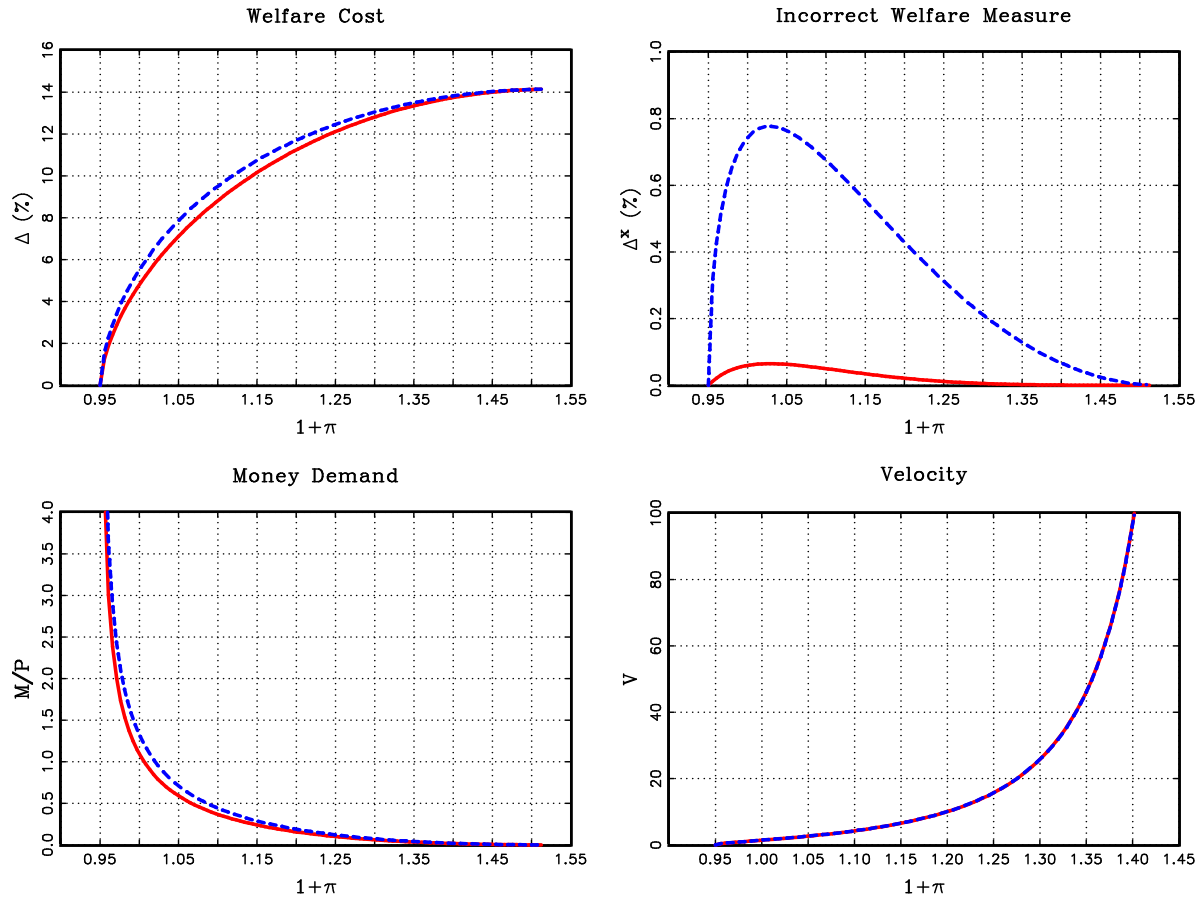 Welfare Cost
Δ (%)
16
14
12
10
8
6
4
2
0
0.95 1.05 1.15 1.25 1.35 1.45 1.55
1+π
Incorrect Welfare Measure
Δˣ (%)
1.0
0.8
0.6
0.4
0.2
0.0
0.95 1.05 1.15 1.25 1.35 1.45 1.55
1+π
Money Demand
M/P
4.0
3.5
3.0
2.5
2.0
1.5
1.0
0.5
0.0
0.95 1.05 1.15 1.25 1.35 1.45 1.55
1+π
Velocity
V
100
80
60
40
20
0
0.95 1.00 1.05 1.10 1.15 1.20 1.25 1.30 1.35 1.40 1.45
1+π